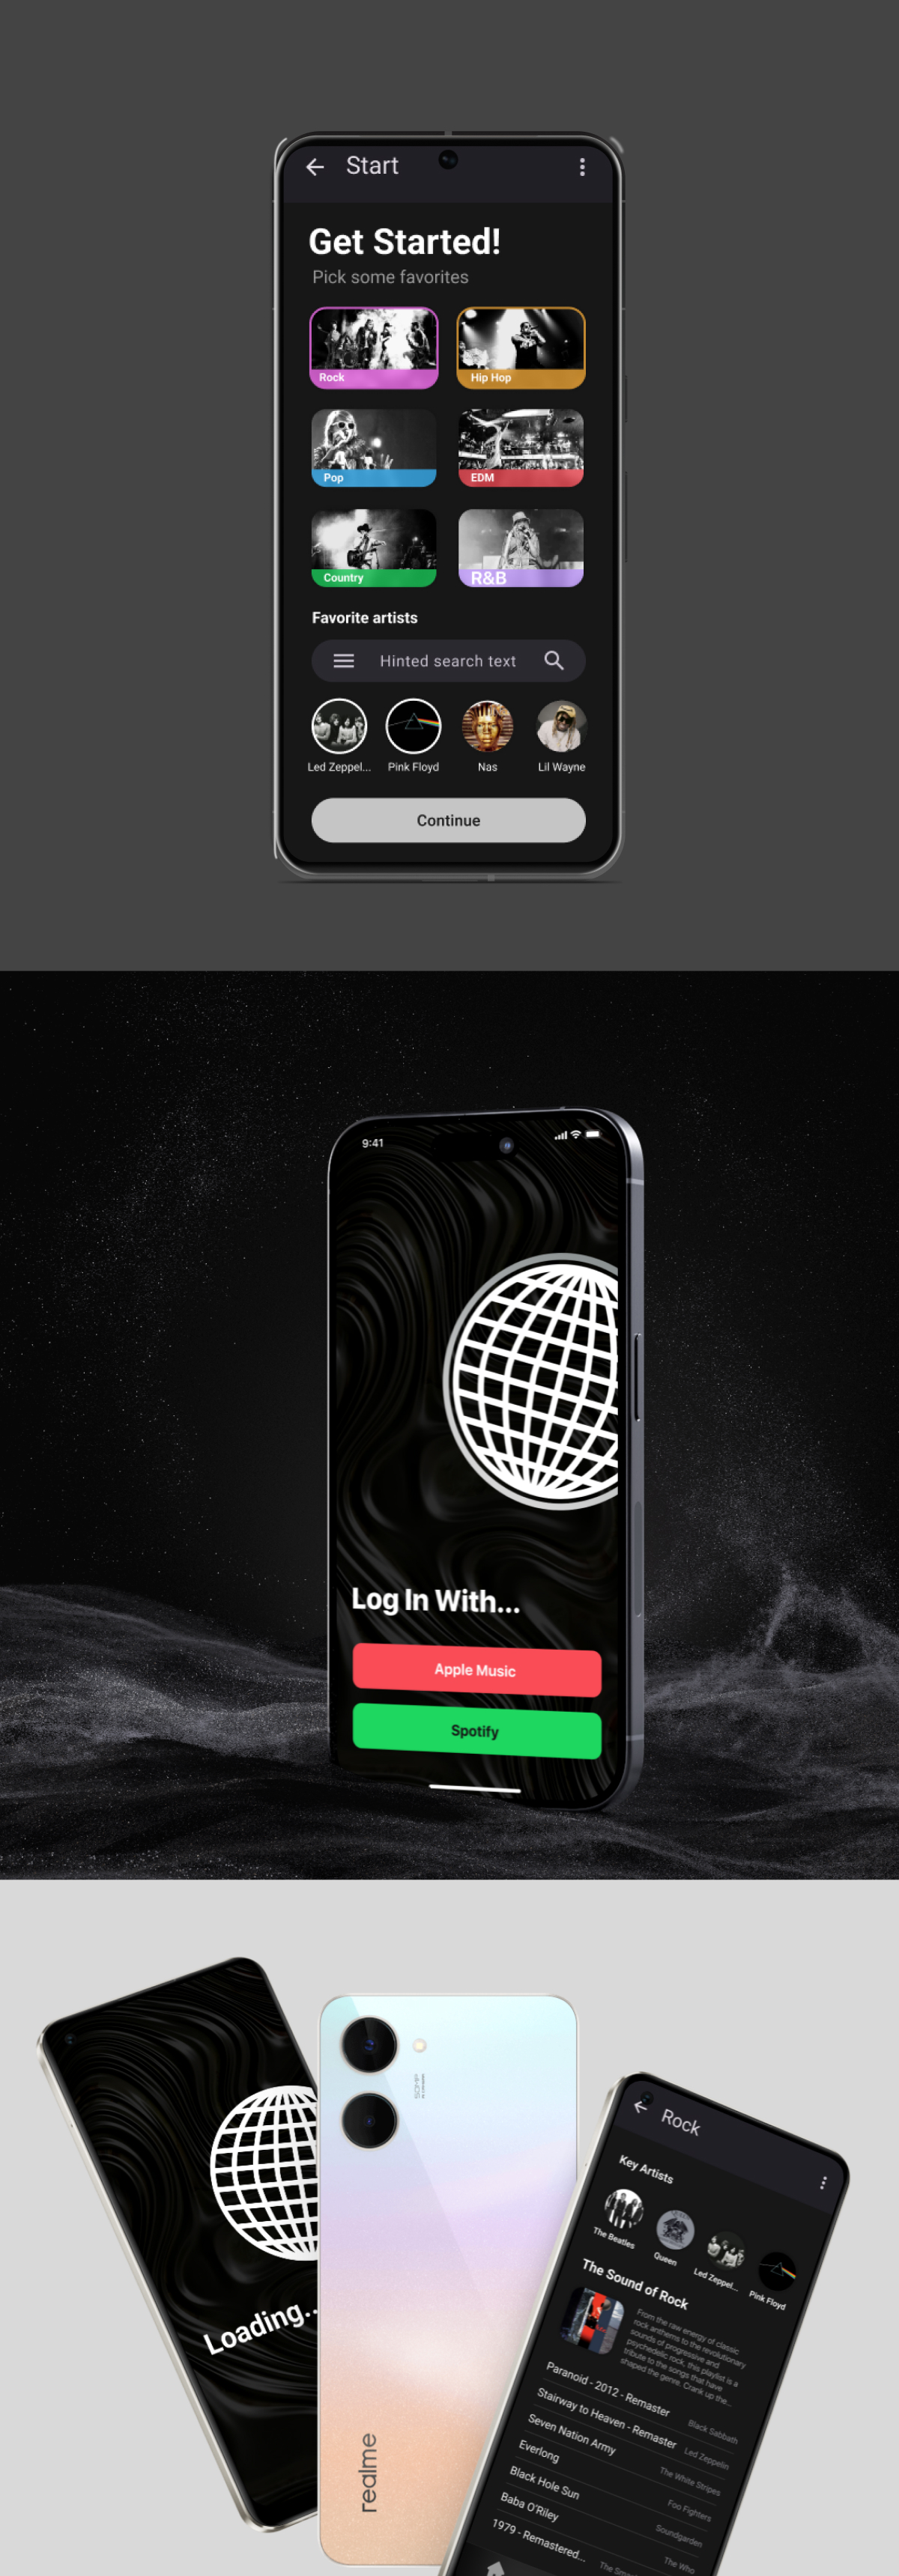 Start
Get Started!
Pick some favorites
Rock
Hip Hop
Pop
EDM
Country
R&B
Favorite artists
Hinted search text
Led Zeppel...
Pink Floyd
Nas
Lil Wayne
Continue
9:41
Log In With...
Apple Music
Spotify
Loading..
50MP
realme
Rock
Key Artists
The Beatles
Queen
Led Zeppel...
Pink Floyd
The Sound of Rock
From the raw energy of classic
rock anthems to the revolutionary
sounds of progressive and
psychedelic rock, this playlist is a
tribute to the songs that have
shaped the genre. Crank up the...
Paranoid - 2012 - Remaster
Black Sabbath
Stairway to Heaven - Remaster
Led Zeppelin
Seven Nation Army
The White Stripes
Everlong
Foo Fighters
Black Hole Sun
Soundgarden
Baba O'Riley
The Who
1979 - Remastered...